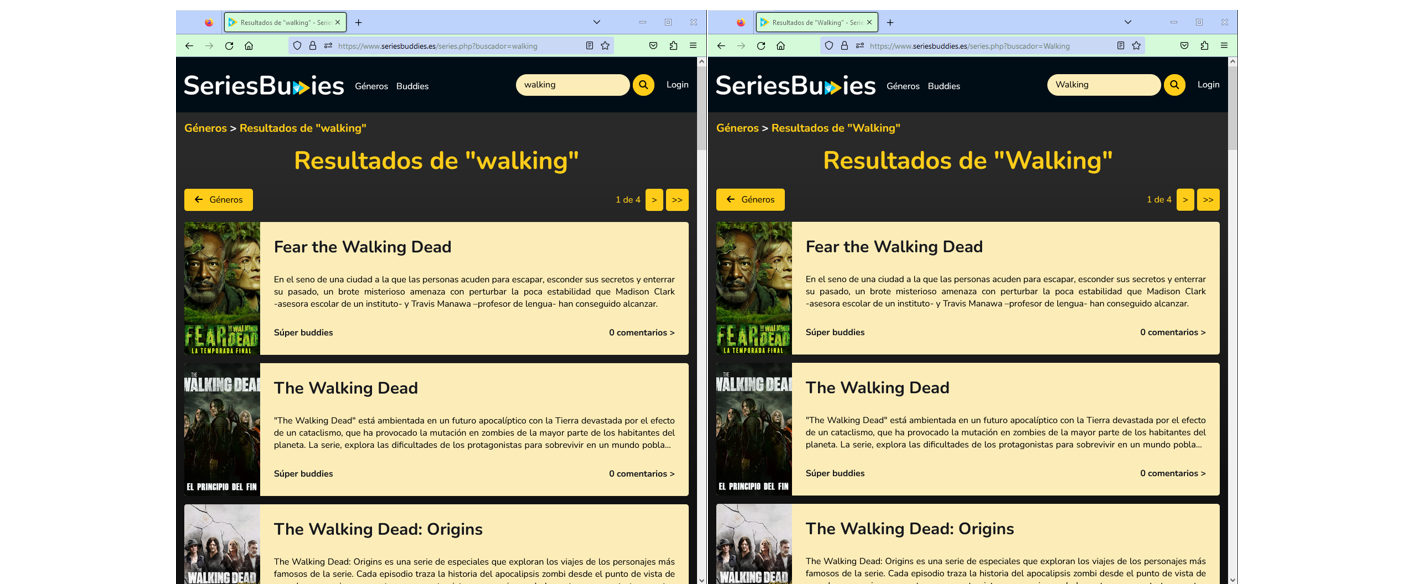 Resultados de "walking" - Serie
https://www.seriesbuddies.es/series.php?buscador=walking
SeriesBuddies
Géneros Buddies
walking
Login
Géneros > Resultados de "walking"
Resultados de "walking"
← Géneros
1 de 4 > >>
Fear the Walking Dead
En el seno de una ciudad a la que las personas acuden para escapar, esconder sus secretos y enterrar
su pasado, un brote misterioso amenaza con perturbar la poca estabilidad que Madison Clark
-asesora escolar de un instituto- y Travis Manawa –profesor de lengua- han conseguido alcanzar.
Súper buddies
0 comentarios >
FEAR THE WALKING DEAD
LA TEMPORADA FINAL
The Walking Dead
"The Walking Dead" está ambientada en un futuro apocalíptico con la Tierra devastada por el efecto
de un cataclismo, que ha provocado la mutación en zombies de la mayor parte de los habitantes del
planeta. La serie, explora las dificultades de los protagonistas para sobrevivir en un mundo pobla...
Súper buddies
0 comentarios >
THE
WALKING DEAD
EL PRINCIPIO DEL FIN
The Walking Dead: Origins
The Walking Dead: Origins es una serie de especiales que exploran los viajes de los personajes más
famosos de la serie. Cada episodio traza la historia del apocalipsis zombi desde el punto de vista de
WALKING DEAD
Resultados de "Walking" - Serie
https://www.seriesbuddies.es/series.php?buscador=Walking
SeriesBuddies
Géneros Buddies
Walking
Login
Géneros > Resultados de "Walking"
Resultados de "Walking"
← Géneros
1 de 4 > >>
Fear the Walking Dead
En el seno de una ciudad a la que las personas acuden para escapar, esconder sus secretos y enterrar
su pasado, un brote misterioso amenaza con perturbar la poca estabilidad que Madison Clark
-asesora escolar de un instituto- y Travis Manawa –profesor de lengua- han conseguido alcanzar.
Súper buddies
0 comentarios >
FEAR THE WALKING DEAD
LA TEMPORADA FINAL
The Walking Dead
"The Walking Dead" está ambientada en un futuro apocalíptico con la Tierra devastada por el efecto
de un cataclismo, que ha provocado la mutación en zombies de la mayor parte de los habitantes del
planeta. La serie, explora las dificultades de los protagonistas para sobrevivir en un mundo pobla...
Súper buddies
0 comentarios >
THE
WALKING DEAD
EL PRINCIPIO DEL FIN
The Walking Dead: Origins
The Walking Dead: Origins es una serie de especiales que exploran los viajes de los personajes más
famosos de la serie. Cada episodio traza la historia del apocalipsis zombi desde el punto de vista de
WALKING DEAD